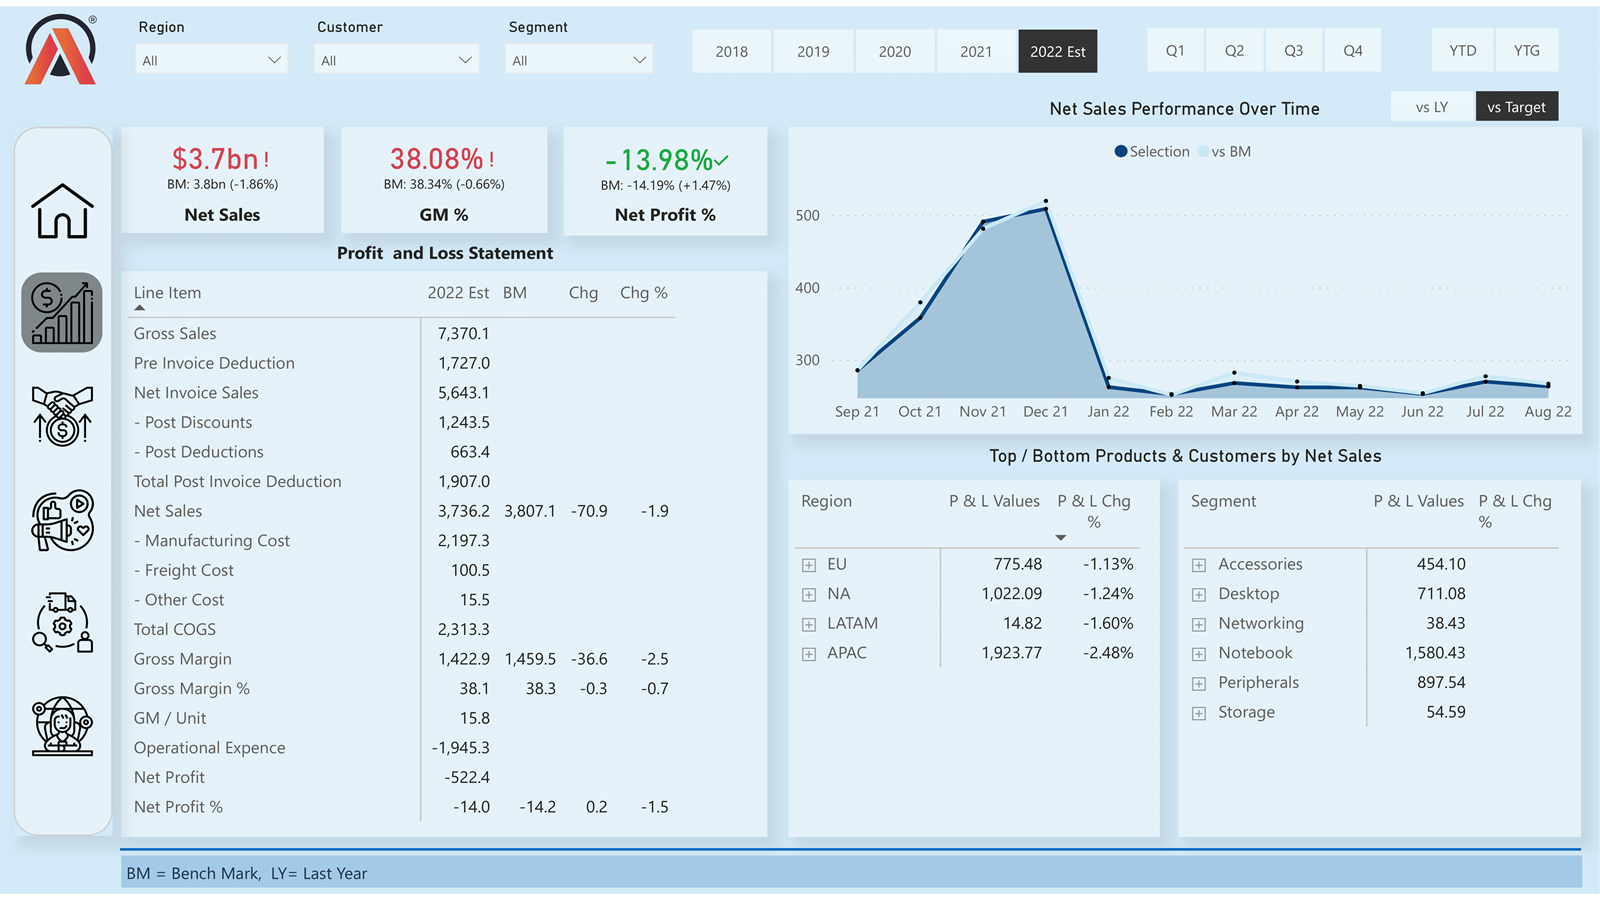 ®
Region Customer Segment
All All All
2018 2019 2020 2021 2022 Est Q1 Q2 Q3 Q4 YTD YTG
Net Sales Performance Over Time vs LY vs Target
$3.7bn !
BM: 3.8bn (-1.86%)
Net Sales
38.08% !
BM: 38.34% (-0.66%)
GM %
-13.98%✓
BM: -14.19% (+1.47%)
Net Profit %
Selection vs BM
500
400
300
Sep 21 Oct 21 Nov 21 Dec 21 Jan 22 Feb 22 Mar 22 Apr 22 May 22 Jun 22 Jul 22 Aug 22
Profit and Loss Statement
Line Item 2022 Est BM Chg Chg %
Gross Sales 7,370.1
Pre Invoice Deduction 1,727.0
Net Invoice Sales 5,643.1
- Post Discounts 1,243.5
- Post Deductions 663.4
Total Post Invoice Deduction 1,907.0
Net Sales 3,736.2 3,807.1 -70.9 -1.9
- Manufacturing Cost 2,197.3
- Freight Cost 100.5
- Other Cost 15.5
Total COGS 2,313.3
Gross Margin 1,422.9 1,459.5 -36.6 -2.5
Gross Margin % 38.1 38.3 -0.3 -0.7
GM / Unit 15.8
Operational Expence -1,945.3
Net Profit -522.4
Net Profit % -14.0 -14.2 0.2 -1.5
Top / Bottom Products & Customers by Net Sales
Region P & L Values P & L Chg
%
EU 775.48 -1.13%
NA 1,022.09 -1.24%
LATAM 14.82 -1.60%
APAC 1,923.77 -2.48%
Segment P & L Values P & L Chg
%
Accessories 454.10
Desktop 711.08
Networking 38.43
Notebook 1,580.43
Peripherals 897.54
Storage 54.59
BM = Bench Mark, LY= Last Year